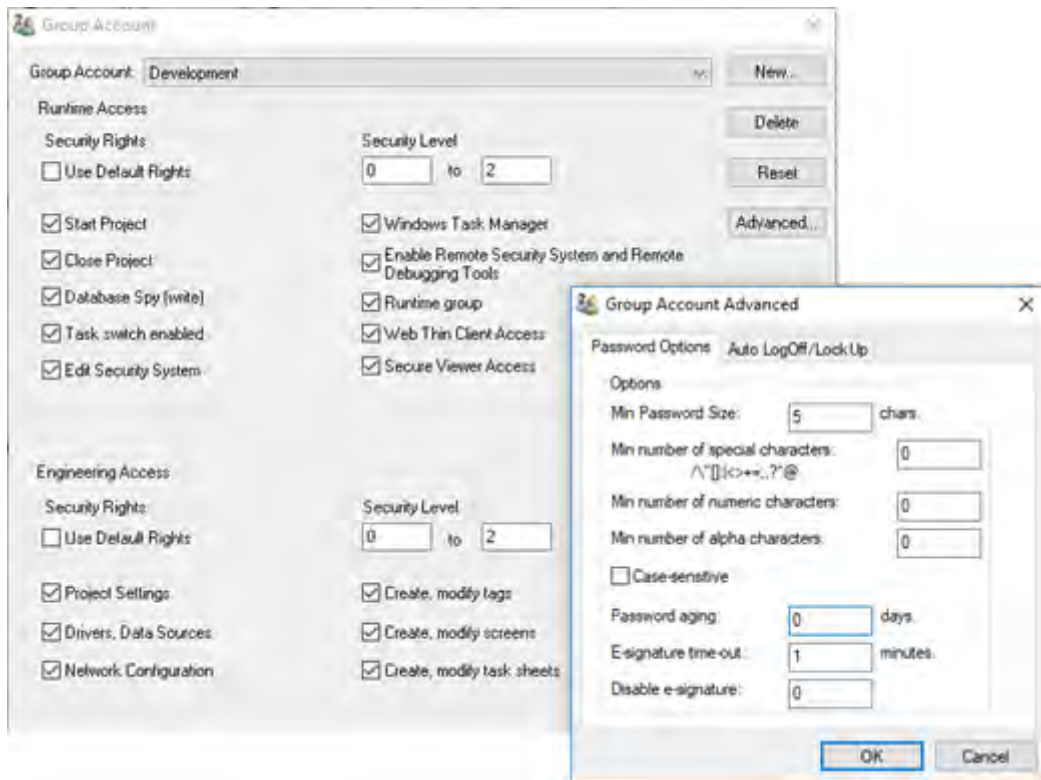 Group Account
Group Account: Development
New...
Runtime Access
Delete
Security Rights
Security Level
Use Default Rights
0 to 2
Reset
Start Project
Windows Task Manager
Advanced...
Close Project
Enable Remote Security System and Remote
Debugging Tools
Database Spy (write)
Runtime group
Task switch enabled
Web Thin Client Access
Edit Security System
Secure Viewer Access
Engineering Access
Security Rights
Security Level
Use Default Rights
0 to 2
Project Settings
Create, modify tags
Drivers, Data Sources
Create, modify screens
Network Configuration
Create, modify task sheets
Group Account Advanced
Password Options
Auto LogOff/Lock Up
Options
Min Password Size: 5 chars.
Min number of special characters: 0
Min number of numeric characters: 0
Min number of alpha characters: 0
Case-sensitive
Password aging: 0 days.
E-signature time-out: 1 minutes.
Disable e-signature: 0
OK
Cancel